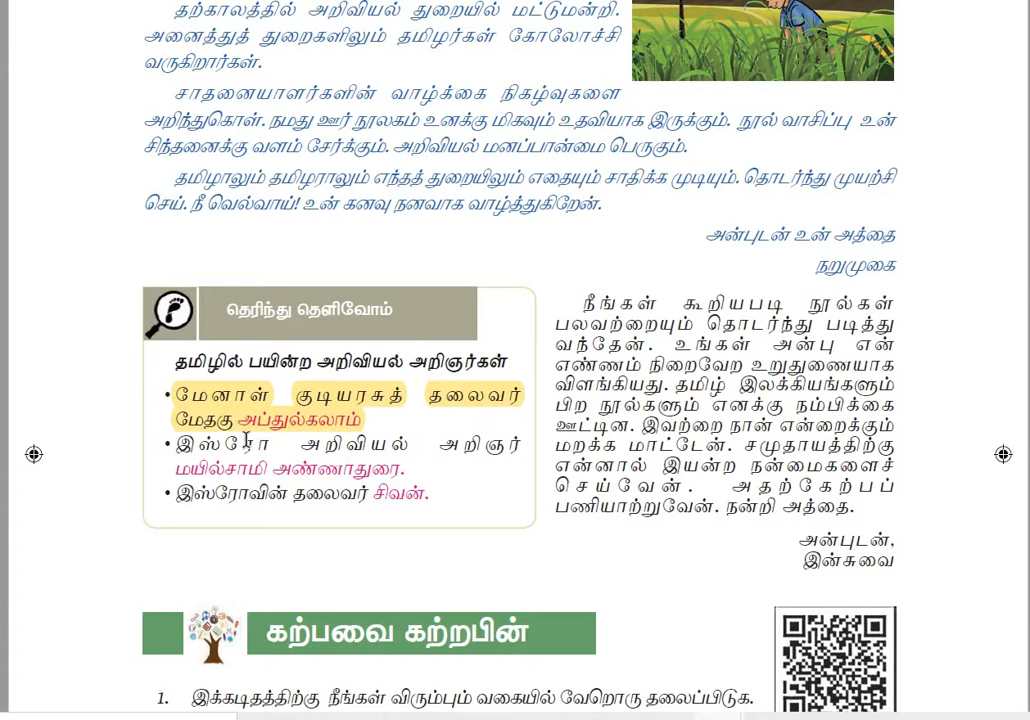 தற்காலத்தில் அறிவியல் துறையில் மட்டுமன்றி.
அனைத்துத் துறைகளிலும் தமிழர்கள் கோலோச்சி
வருகிறார்கள்.
சாதனையாளர்களின் வாழ்க்கை நிகழ்வுகளை
அறிந்துகொள். நமது ஊர் நூலகம் உனக்கு மிகவும் உதவியாக இருக்கும். நூல் வாசிப்பு உன்
சிந்தனைக்கு வளம் சேர்க்கும். அறிவியல் மனப்பான்மை பெருகும்.
தமிழாலும் தமிழராலும் எந்தத் துறையிலும் எதையும் சாதிக்க முடியும். தொடர்ந்து முயற்சி
செய். நீ வெல்வாய்! உன் கனவு நனவாக வாழ்த்துகிறேன்.
அன்புடன் உன் அத்தை
நறுமுகை
தெரிந்து தெளிவோம்
தமிழில் பயின்ற அறிவியல் அறிஞர்கள்
• மேனாள் குடியரசுத் தலைவர்
மேதகு அப்துல்கலாம்
• இஸ்ரோ அறிவியல் அறிஞர்
மயில்சாமி அண்ணாதுரை.
• இஸ்ரோவின் தலைவர் சிவன்.
நீங்கள் கூறியபடி நூல்கள்
பலவற்றையும் தொடர்ந்து படித்து
வந்தேன். உங்கள் அன்பு என்
எண்ணம் நிறைவேற உறுதுணையாக
விளங்கியது. தமிழ் இலக்கியங்களும்
பிற நூல்களும் எனக்கு நம்பிக்கை
ஊட்டின. இவற்றை நான் என்றைக்கும்
மறக்க மாட்டேன். சமுதாயத்திற்கு
என்னால் இயன்ற நன்மைகளைச்
செய்வேன். அதற்கேற்பப்
பணியாற்றுவேன். நன்றி அத்தை.
அன்புடன்,
இன்சுவை
கற்பவை கற்றபின்
1. இக்கடிதத்திற்கு நீங்கள் விரும்பும் வகையில் வேறொரு தலைப்பிடுக.